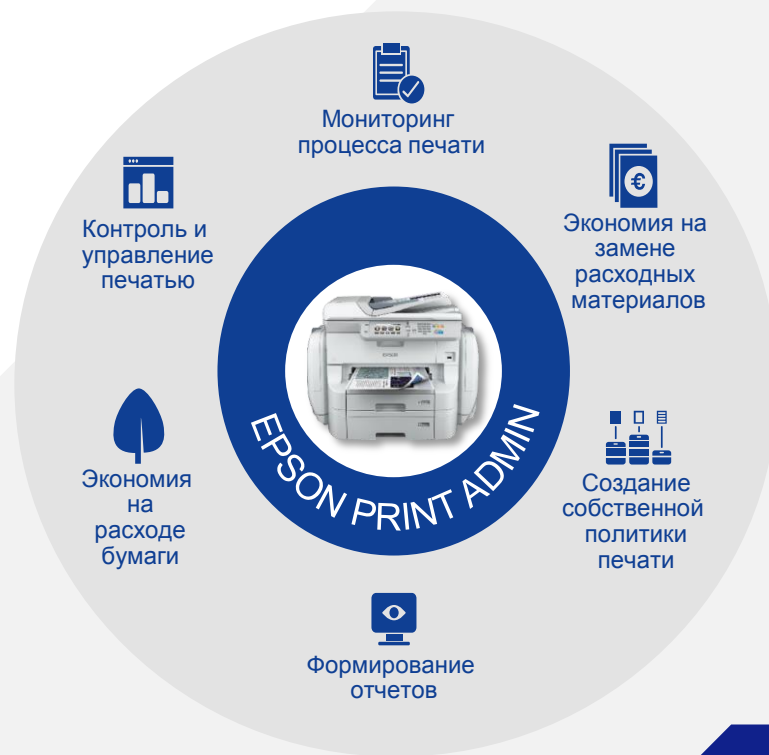 Мониторинг
процесса печати
Экономия на
замене
расходных
материалов
Создание
собственной
политики
печати
Формирование
отчетов
Экономия
на
расходе
бумаги
Контроль и
управление
печатью
EPSON PRINT ADMIN
EPSON
€